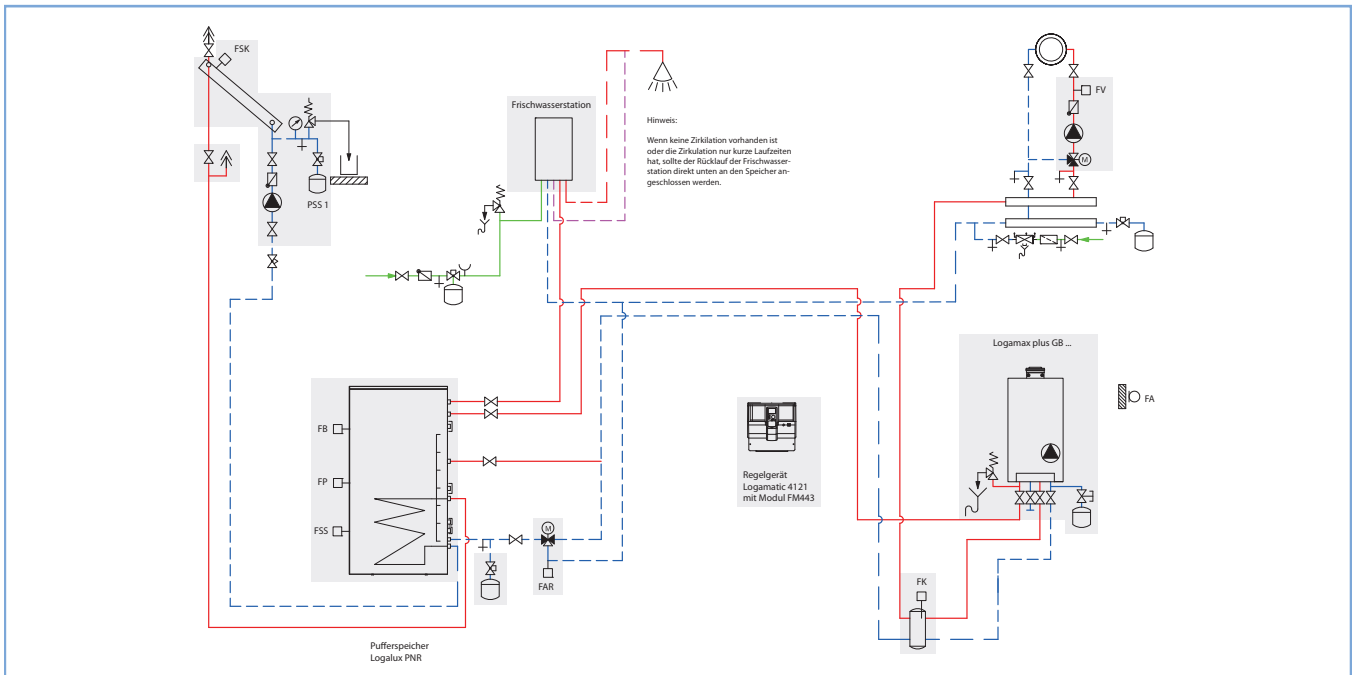 FSK
PSS 1
Frischwasserstation
Hinweis:
Wenn keine Zirkilation vorhanden ist
oder die Zirkulation nur kurze Laufzeiten
hat, sollte der Rücklauf der Frischwasser-
station direkt unten an den Speicher an-
geschlossen werden.
FV
M
Logamax plus GB ...
FA
FB
FP
FSS
Regelgerät
Logamatic 4121
mit Modul FM443
M
FAR
FK
Pufferspeicher
Logalux PNR